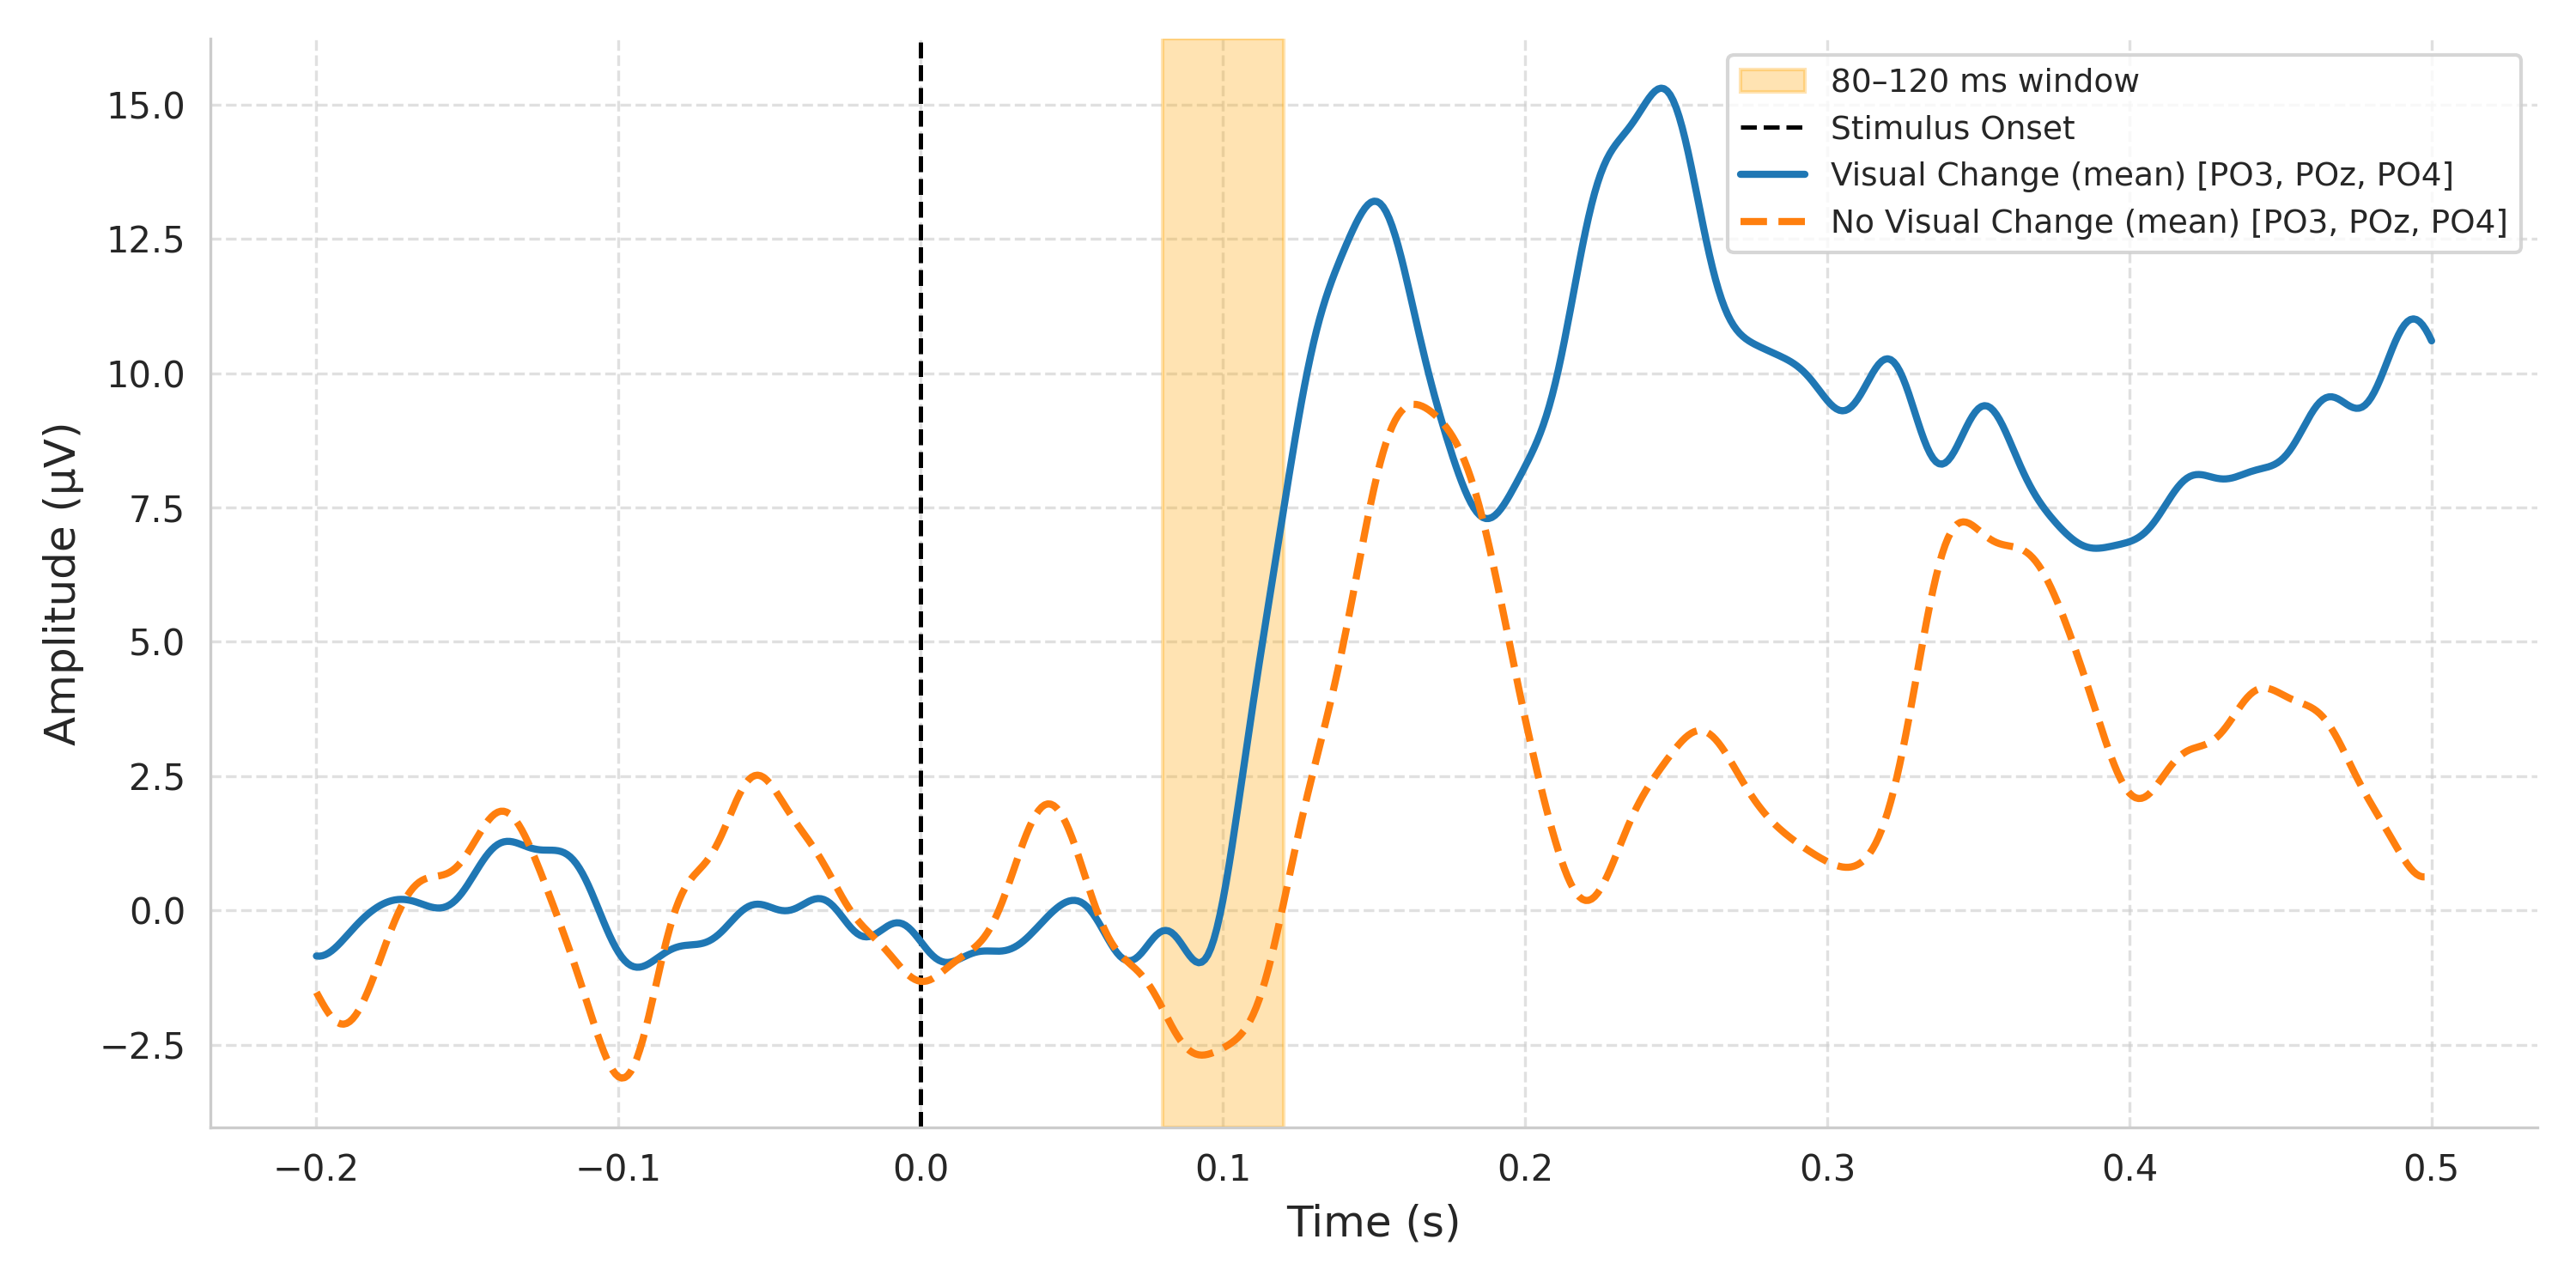 80–120 ms window
Stimulus Onset
Visual Change (mean) [PO3, POz, PO4]
No Visual Change (mean) [PO3, POz, PO4]
Amplitude (µV)
15.0
12.5
10.0
7.5
5.0
2.5
0.0
−2.5
−0.2 −0.1 0.0 0.1 0.2 0.3 0.4 0.5
Time (s)